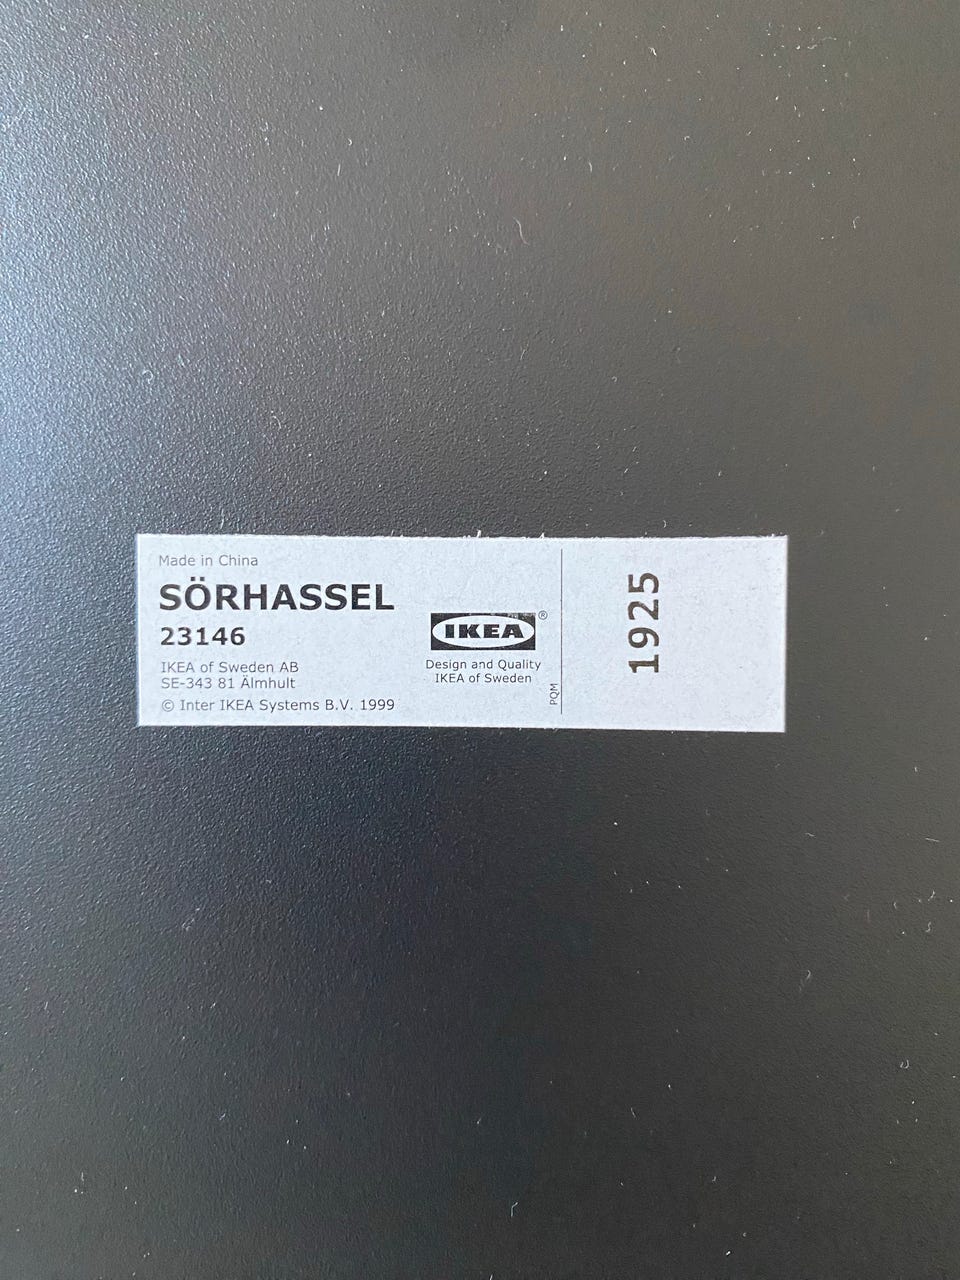 Made in China
SÖRHASSEL
23146
IKEA of Sweden AB
SE-343 81 Älmhult
© Inter IKEA Systems B.V. 1999
IKEA®
Design and Quality
IKEA of Sweden
PQM
1925